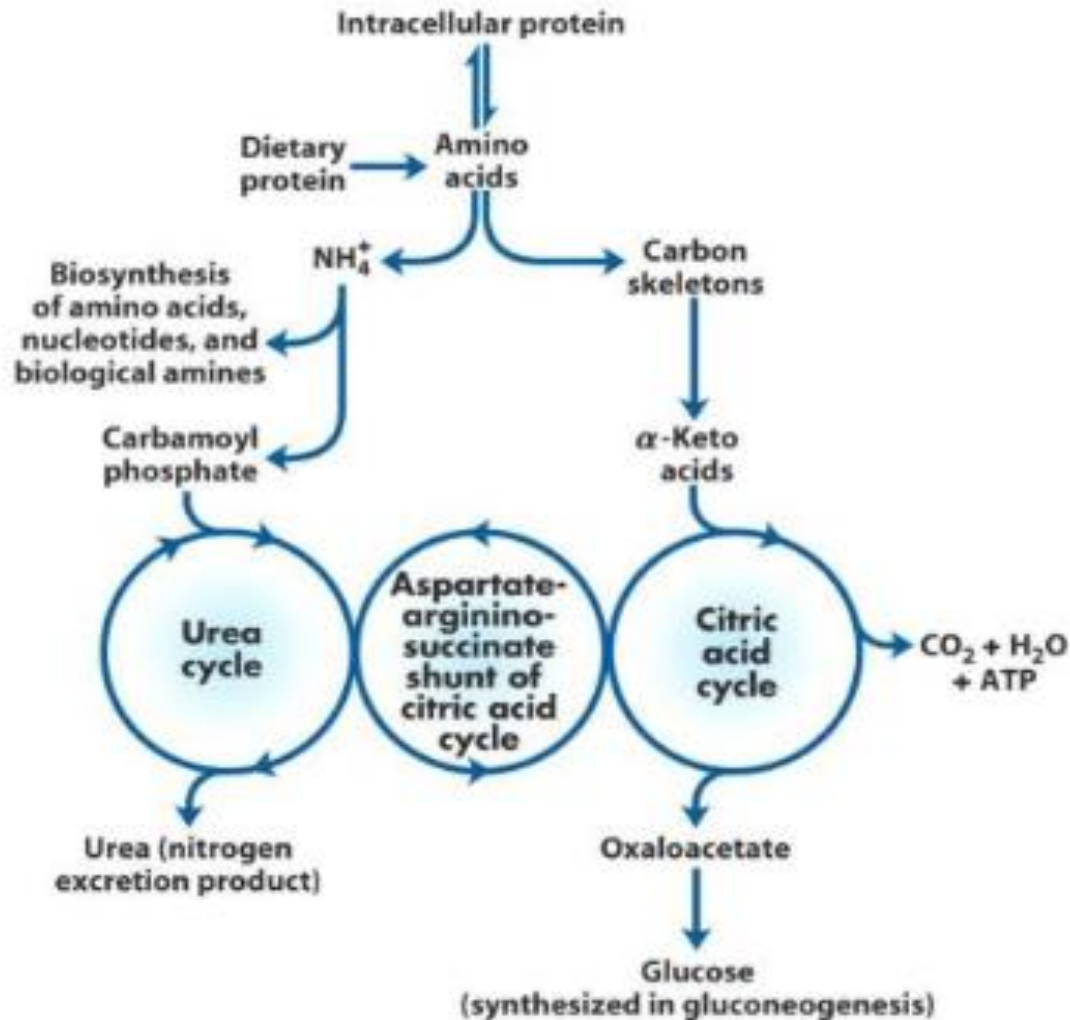 Intracellular protein
Dietary
protein
Amino
acids
NH₄⁺
Carbon
skeletons
Biosynthesis
of amino acids,
nucleotides, and
biological amines
Carbamoyl
phosphate
α-Keto
acids
Urea
cycle
Aspartate-
arginino-
succinate
shunt of
citric acid
cycle
Citric
acid
cycle
CO₂ + H₂O
+ ATP
Urea (nitrogen
excretion product)
Oxaloacetate
Glucose
(synthesized in gluconeogenesis)